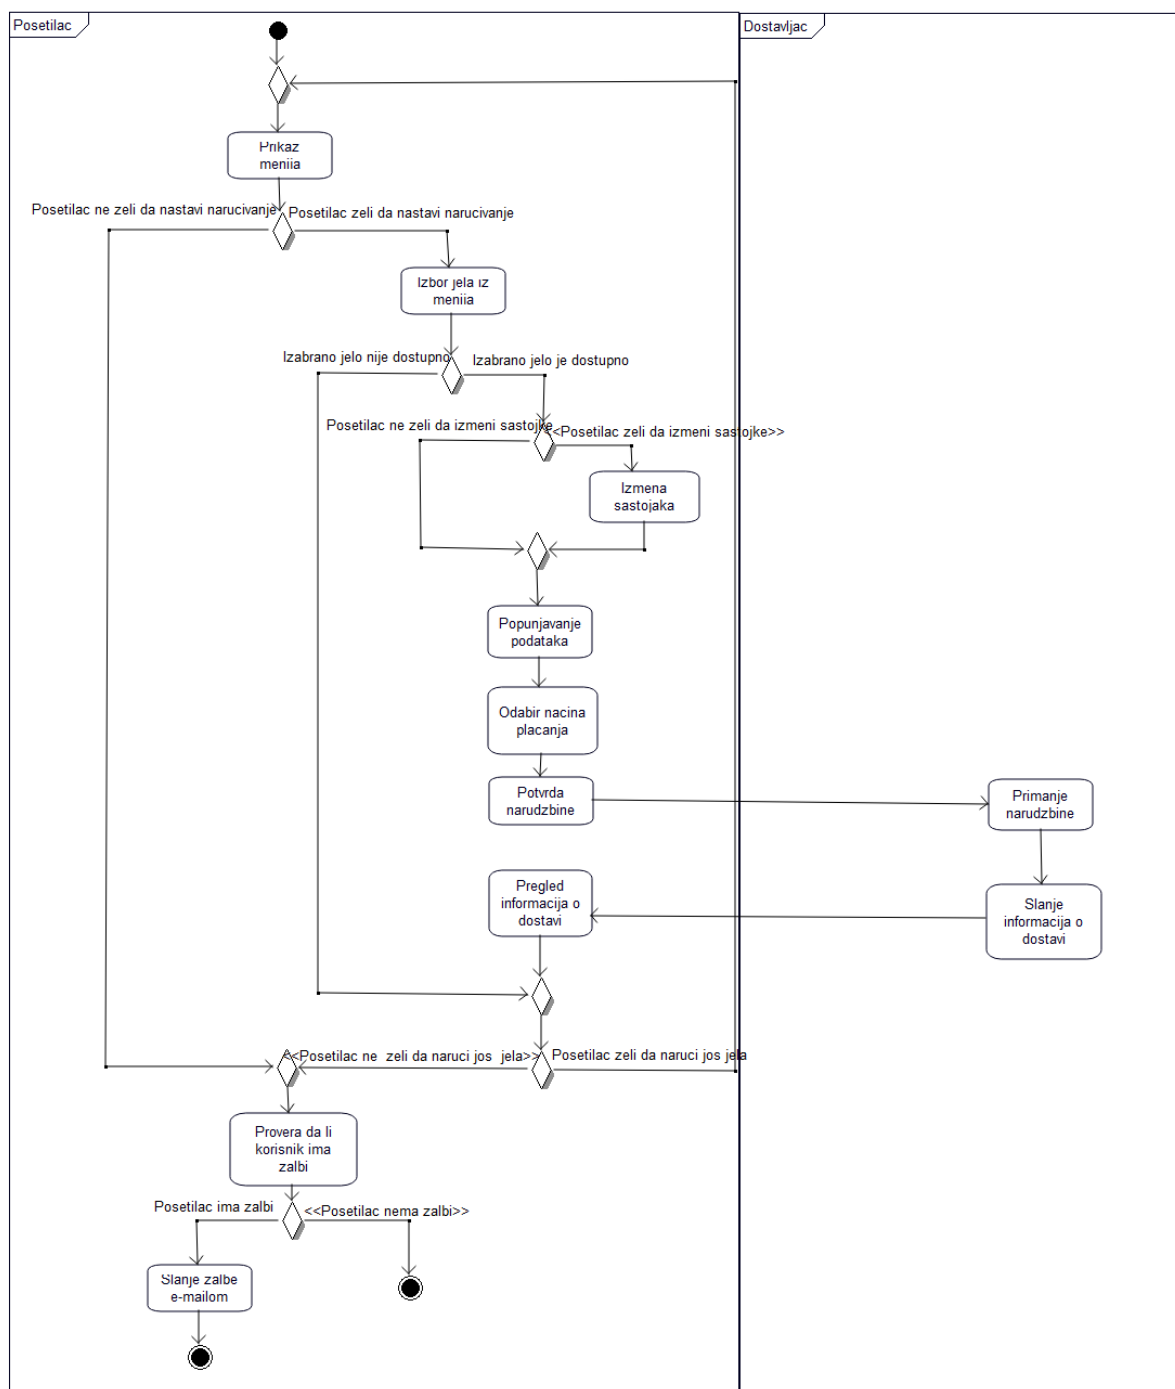 Posetilac
Dostavljac
Prikaz
menija
Posetilac ne zeli da nastavi narucivanje
Posetilac zeli da nastavi narucivanje
Izbor jela iz
menija
Izabrano jelo nije dostupno
Izabrano jelo je dostupno
Posetilac ne zeli da izmeni sastojke
<<Posetilac zeli da izmeni sastojke>>
Izmena
sastojaka
Popunjavanje
podataka
Odabir nacina
placanja
Potvrda
narudzbine
Primanje
narudzbine
Pregled
informacija o
dostavi
Slanje
informacija o
dostavi
<<Posetilac ne  zeli da naruci jos  jela>>
Posetilac zeli da naruci jos jela
Provera da li
korisnik ima
zalbi
Posetilac ima zalbi
<<Posetilac nema zalbi>>
Slanje zalbe
e-mailom